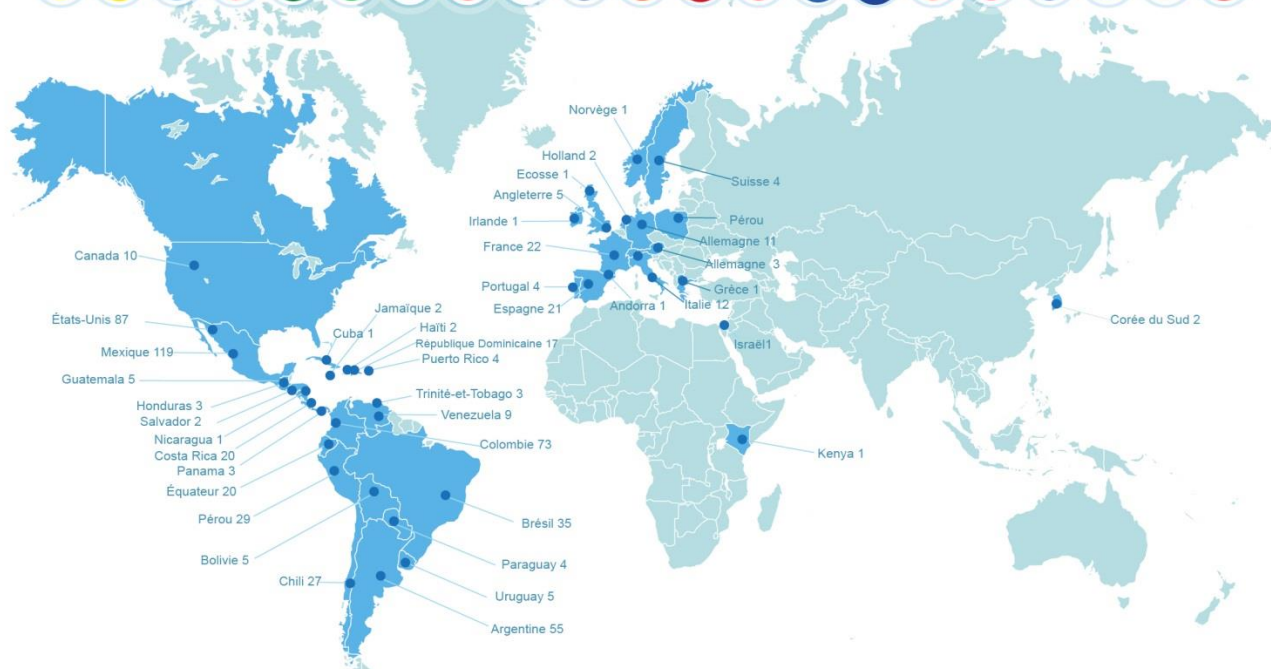 Norvège 1
Holland 2
Ecosse 1
Suisse 4
Angleterre 5
Irlande 1
Pérou
Allemagne 11
France 22
Allemagne 3
Canada 10
Portugal 4
Grèce 1
Espagne 21
Andorra 1
Italie 12
Jamaïque 2
États-Unis 87
Corée du Sud 2
Haïti 2
Cuba 1
République Dominicaine 17
Israël1
Mexique 119
Puerto Rico 4
Guatemala 5
Trinité-et-Tobago 3
Honduras 3
Venezuela 9
Salvador 2
Nicaragua 1
Colombie 73
Costa Rica 20
Kenya 1
Panama 3
Équateur 20
Pérou 29
Brésil 35
Bolivie 5
Paraguay 4
Chili 27
Uruguay 5
Argentine 55